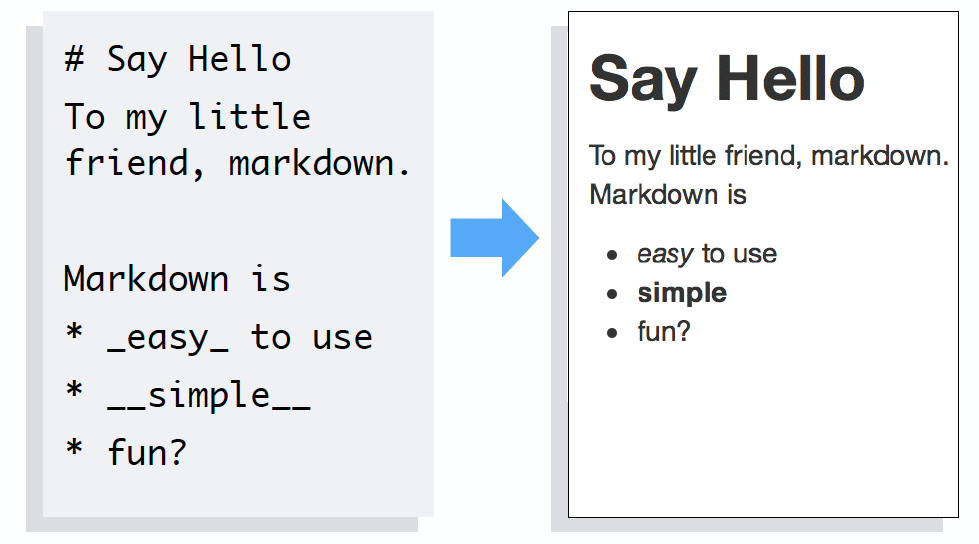 # Say Hello
To my little
friend, markdown.
Markdown is
* _easy_ to use
* __simple__
* fun?
Say Hello
To my little friend, markdown.
Markdown is
• easy to use
• simple
• fun?